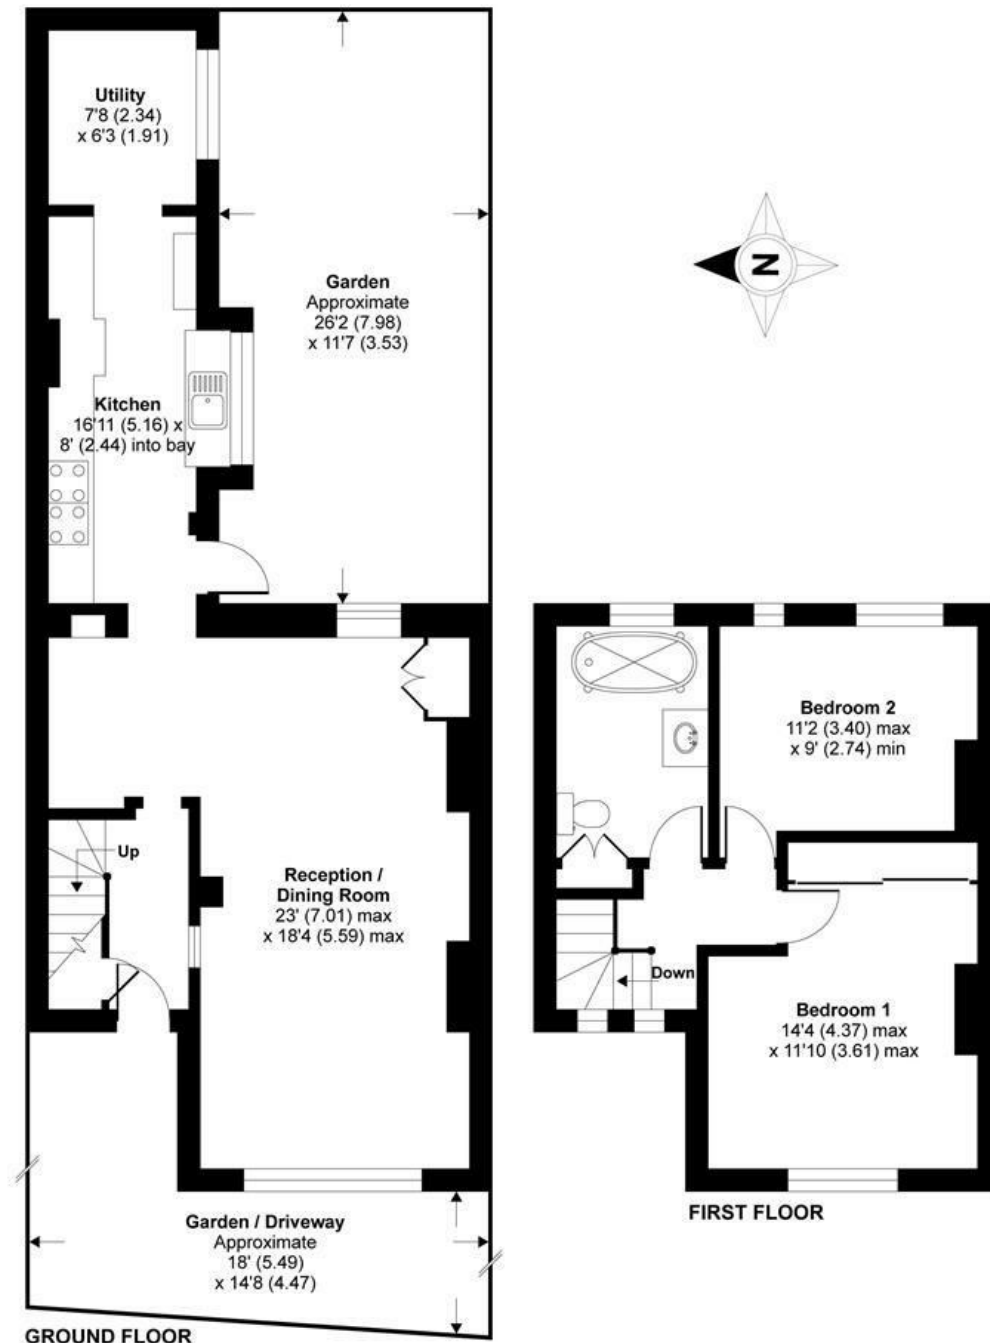 Utility
7'8 (2.34)
x 6'3 (1.91)
Garden
Approximate
26'2 (7.98)
x 11'7 (3.53)
N
Kitchen
16'11 (5.16) x
8' (2.44) into bay
Up
Reception /
Dining Room
23' (7.01) max
x 18'4 (5.59) max
Garden / Driveway
Approximate
18' (5.49)
x 14'8 (4.47)
GROUND FLOOR
Bedroom 2
11'2 (3.40) max
x 9' (2.74) min
Down
Bedroom 1
14'4 (4.37) max
x 11'10 (3.61) max
FIRST FLOOR